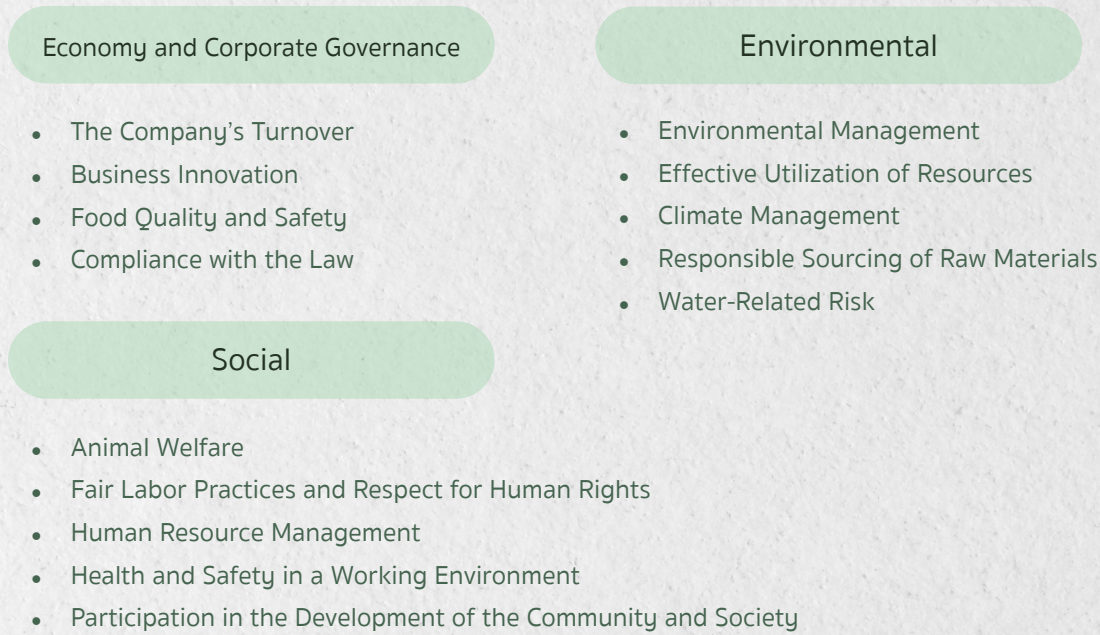 Economy and Corporate Governance
• The Company's Turnover
• Business Innovation
• Food Quality and Safety
• Compliance with the Law
Environmental
• Environmental Management
• Effective Utilization of Resources
• Climate Management
• Responsible Sourcing of Raw Materials
• Water-Related Risk
Social
• Animal Welfare
• Fair Labor Practices and Respect for Human Rights
• Human Resource Management
• Health and Safety in a Working Environment
• Participation in the Development of the Community and Society